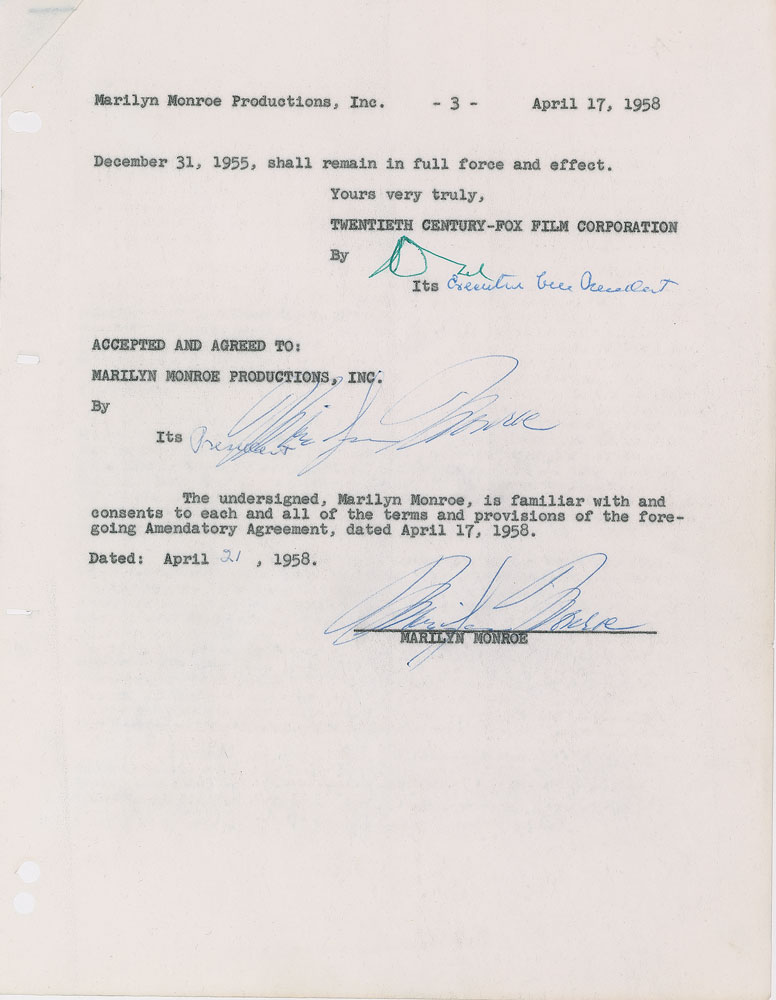 Marilyn Monroe Productions, Inc. - 3 - April 17, 1958
December 31, 1955, shall remain in full force and effect.
Yours very truly,
TWENTIETH CENTURY-FOX FILM CORPORATION
By
Its Executive Vice President
ACCEPTED AND AGREED TO:
MARILYN MONROE PRODUCTIONS, INC.
By Marilyn Monroe
Its President
The undersigned, Marilyn Monroe, is familiar with and
consents to each and all of the terms and provisions of the fore-
going Amendatory Agreement, dated April 17, 1958.
Dated: April 21 , 1958.
Marilyn Monroe
MARILYN MONROE